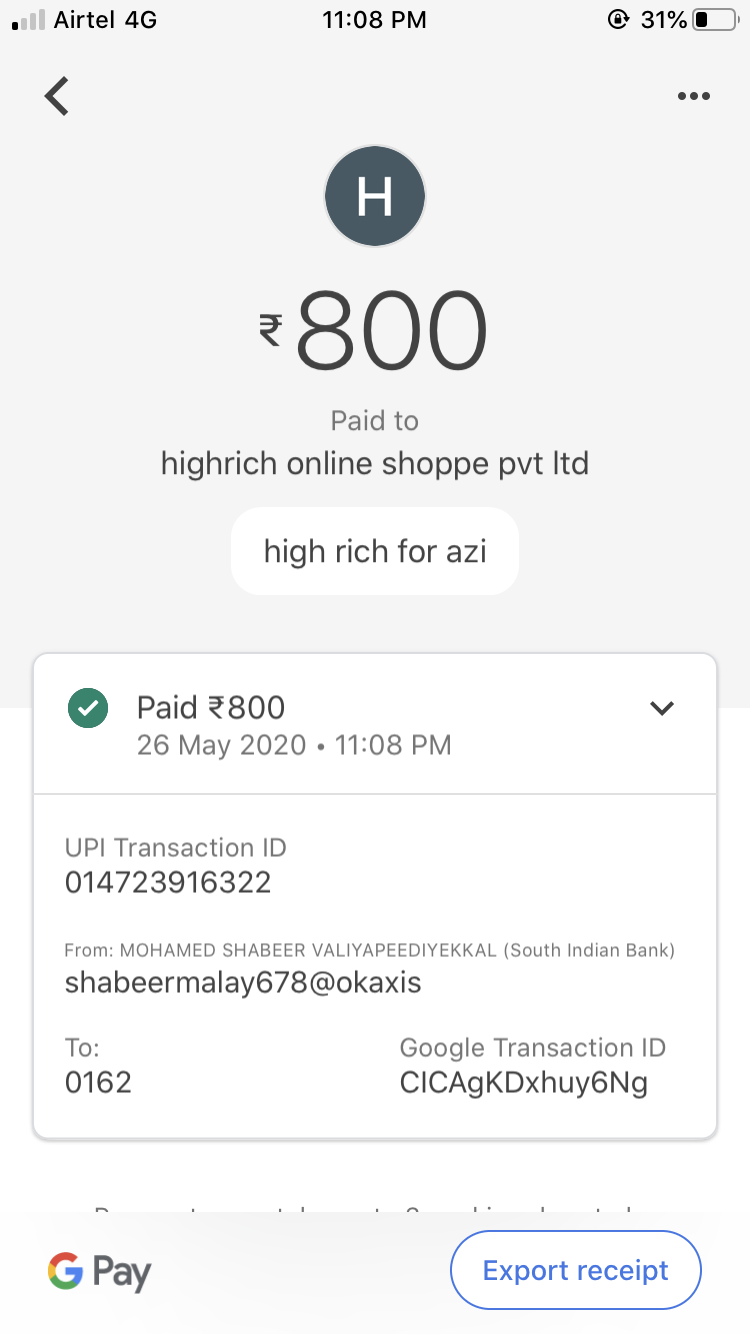 Airtel 4G 11:08 PM 31%
H
₹800
Paid to
highrich online shoppe pvt ltd
high rich for azi
Paid ₹800
26 May 2020 • 11:08 PM
UPI Transaction ID
014723916322
From: MOHAMED SHABEER VALIYAPEEDIYEKKAL (South Indian Bank)
shabeermalay678@okaxis
To: Google Transaction ID
0162 CICAgKDxhuy6Ng
G Pay Export receipt